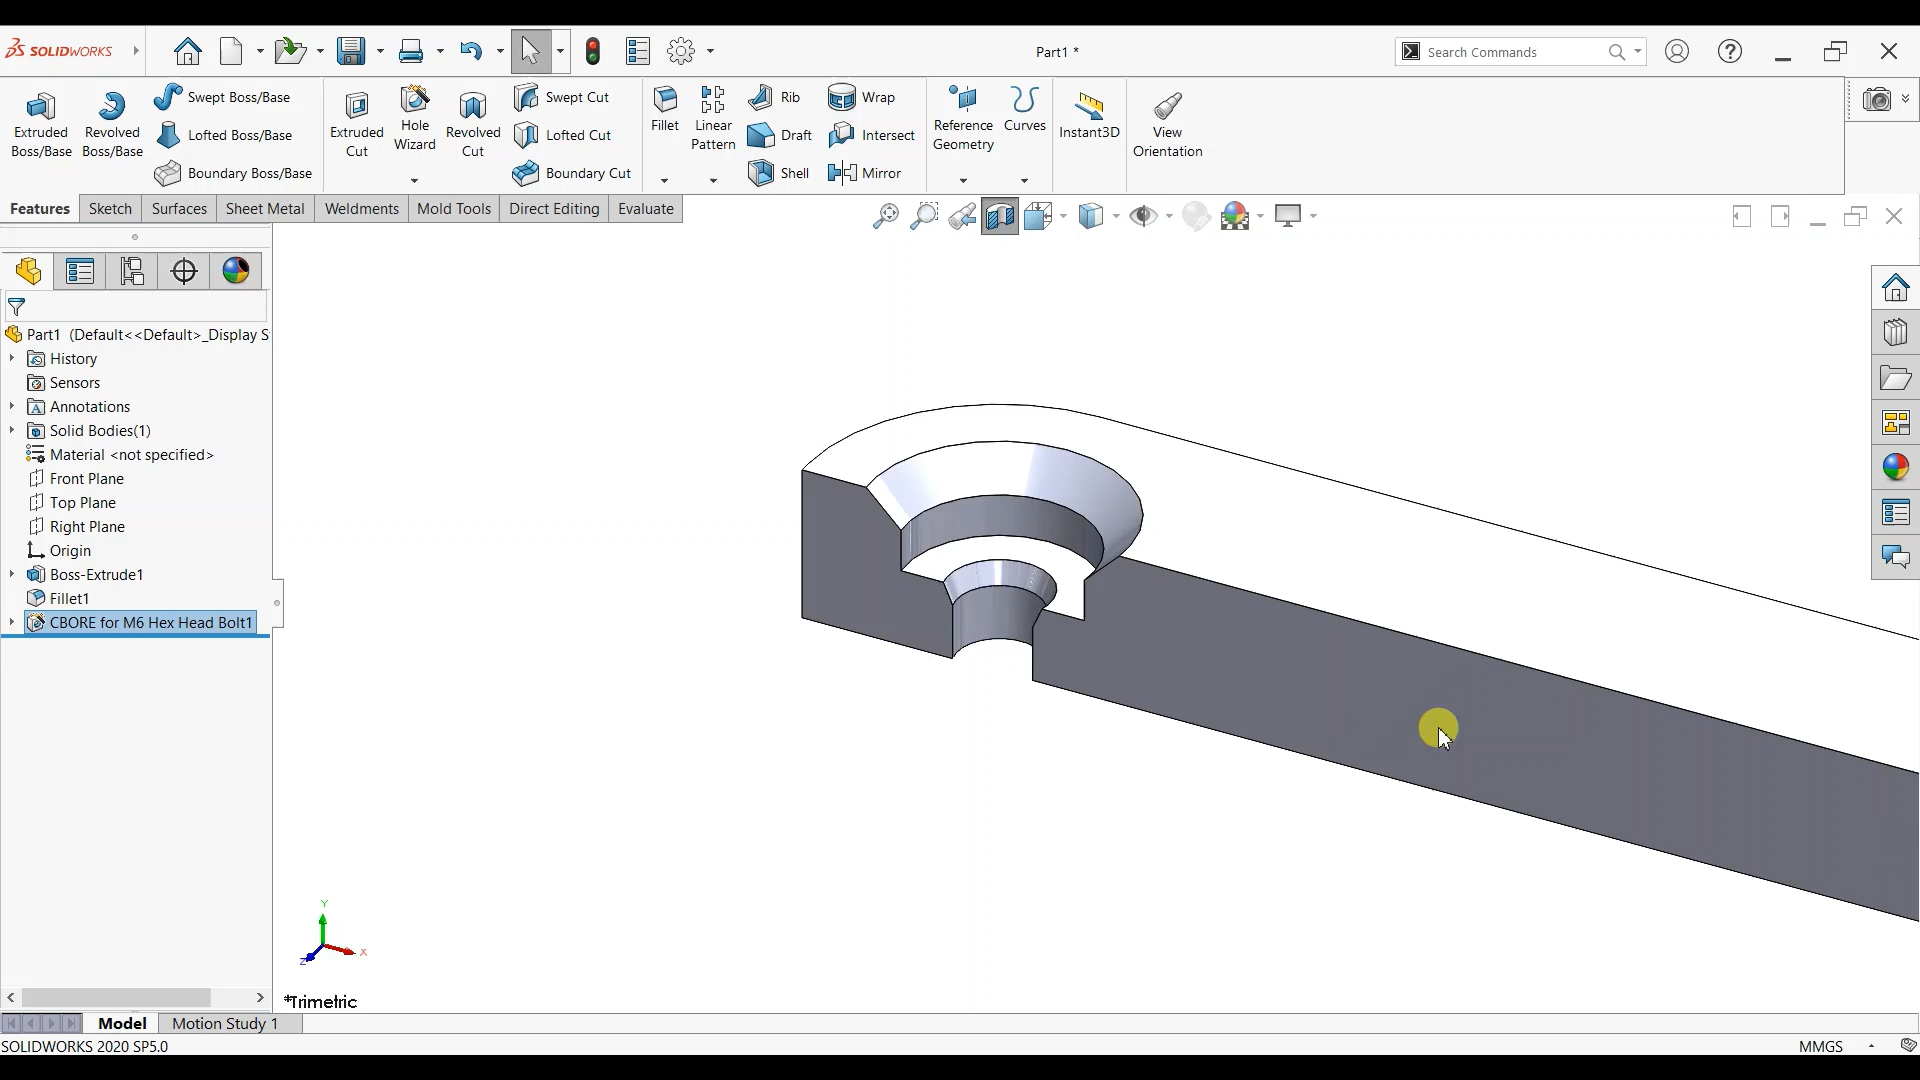 SOLIDWORKS
Part1 *
Search Commands
Extruded Boss/Base
Revolved Boss/Base
Swept Boss/Base
Lofted Boss/Base
Boundary Boss/Base
Extruded Cut
Hole Wizard
Revolved Cut
Swept Cut
Lofted Cut
Boundary Cut
Fillet
Linear Pattern
Rib
Draft
Shell
Wrap
Intersect
Mirror
Reference Geometry
Curves
Instant3D
View Orientation
Features
Sketch
Surfaces
Sheet Metal
Weldments
Mold Tools
Direct Editing
Evaluate
Part1 (Default<<Default>_Display S
History
Sensors
Annotations
Solid Bodies(1)
Material <not specified>
Front Plane
Top Plane
Right Plane
Origin
Boss-Extrude1
Fillet1
CBORE for M6 Hex Head Bolt1
Y
X
Z
*Trimetric
Model
Motion Study 1
SOLIDWORKS 2020 SP5.0
MMGS